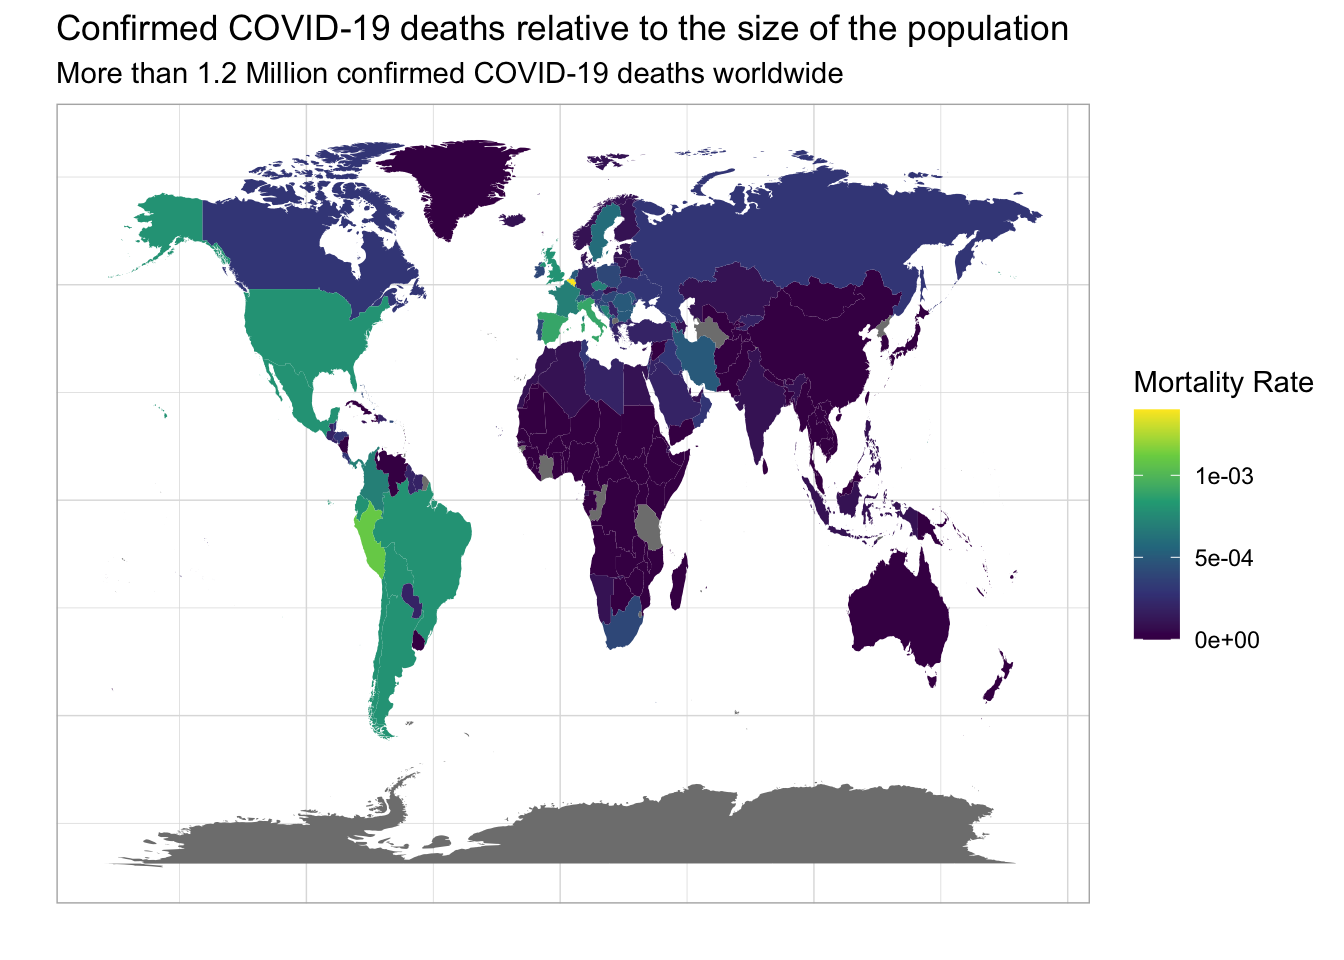 Confirmed COVID-19 deaths relative to the size of the population
More than 1.2 Million confirmed COVID-19 deaths worldwide
Mortality Rate
1e-03
5e-04
0e+00